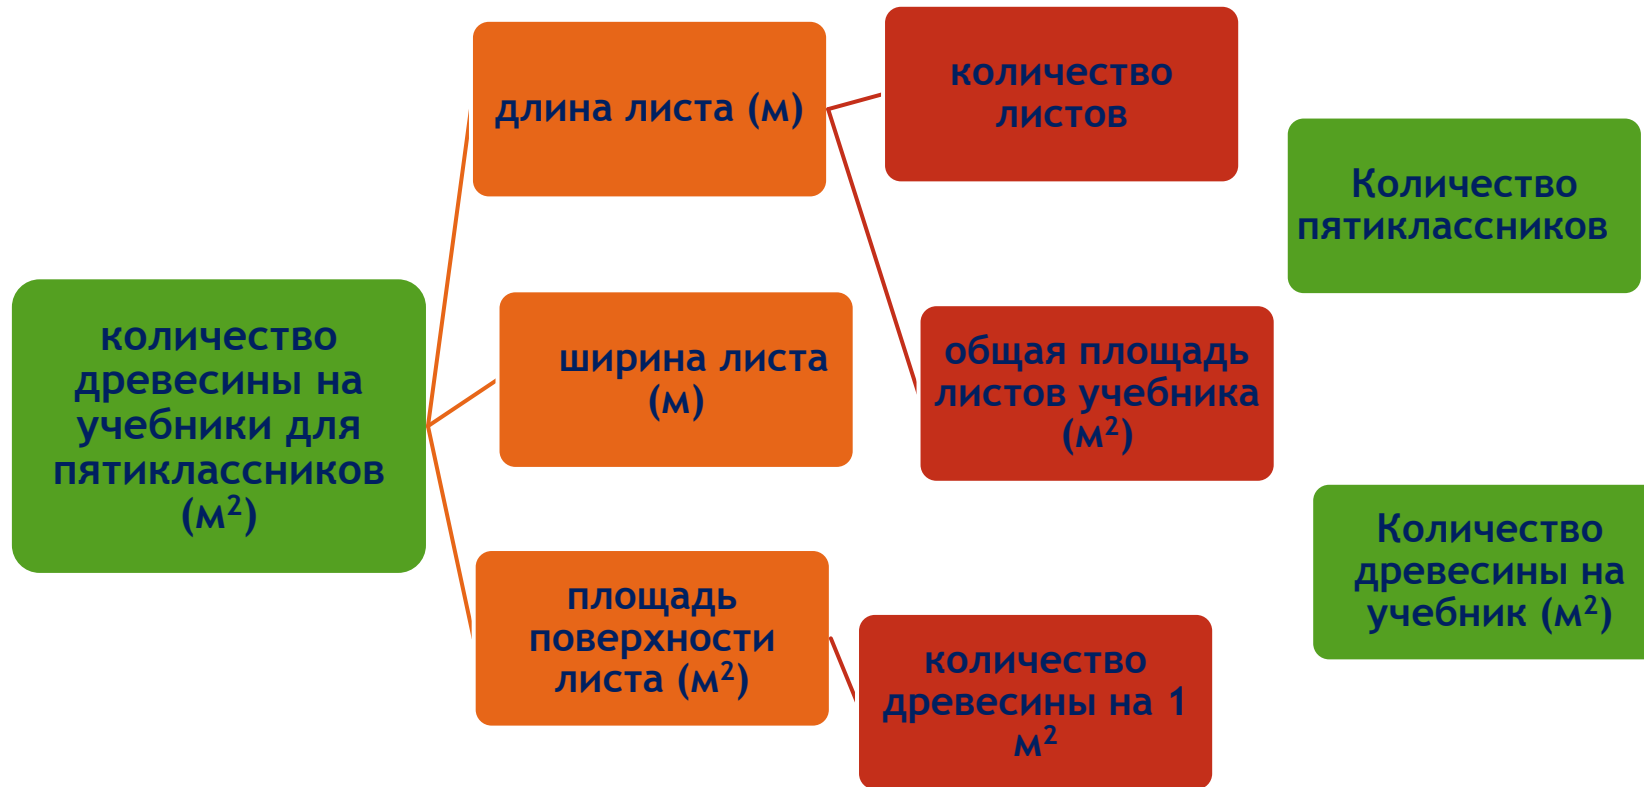 количество
древесины на
учебники для
пятиклассников
(м²)
длина листа (м)
ширина листа
(м)
площадь
поверхности
листа (м²)
количество
листов
общая площадь
листов учебника
(м²)
количество
древесины на 1
м²
Количество
пятиклассников
Количество
древесины на
учебник (м²)